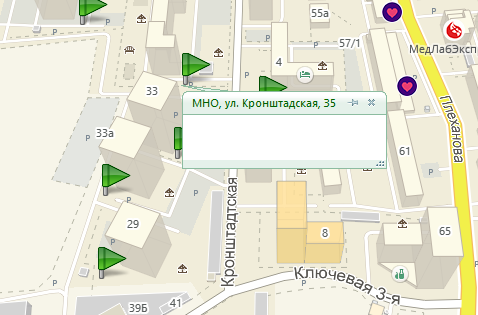 55а
57/1
4
МедЛабЭксп
33
МНО, ул. Кронштадская, 35
33а
61
Плеханова
Кронштадтская
29
8
65
Ключевая 3-я
39Б
41